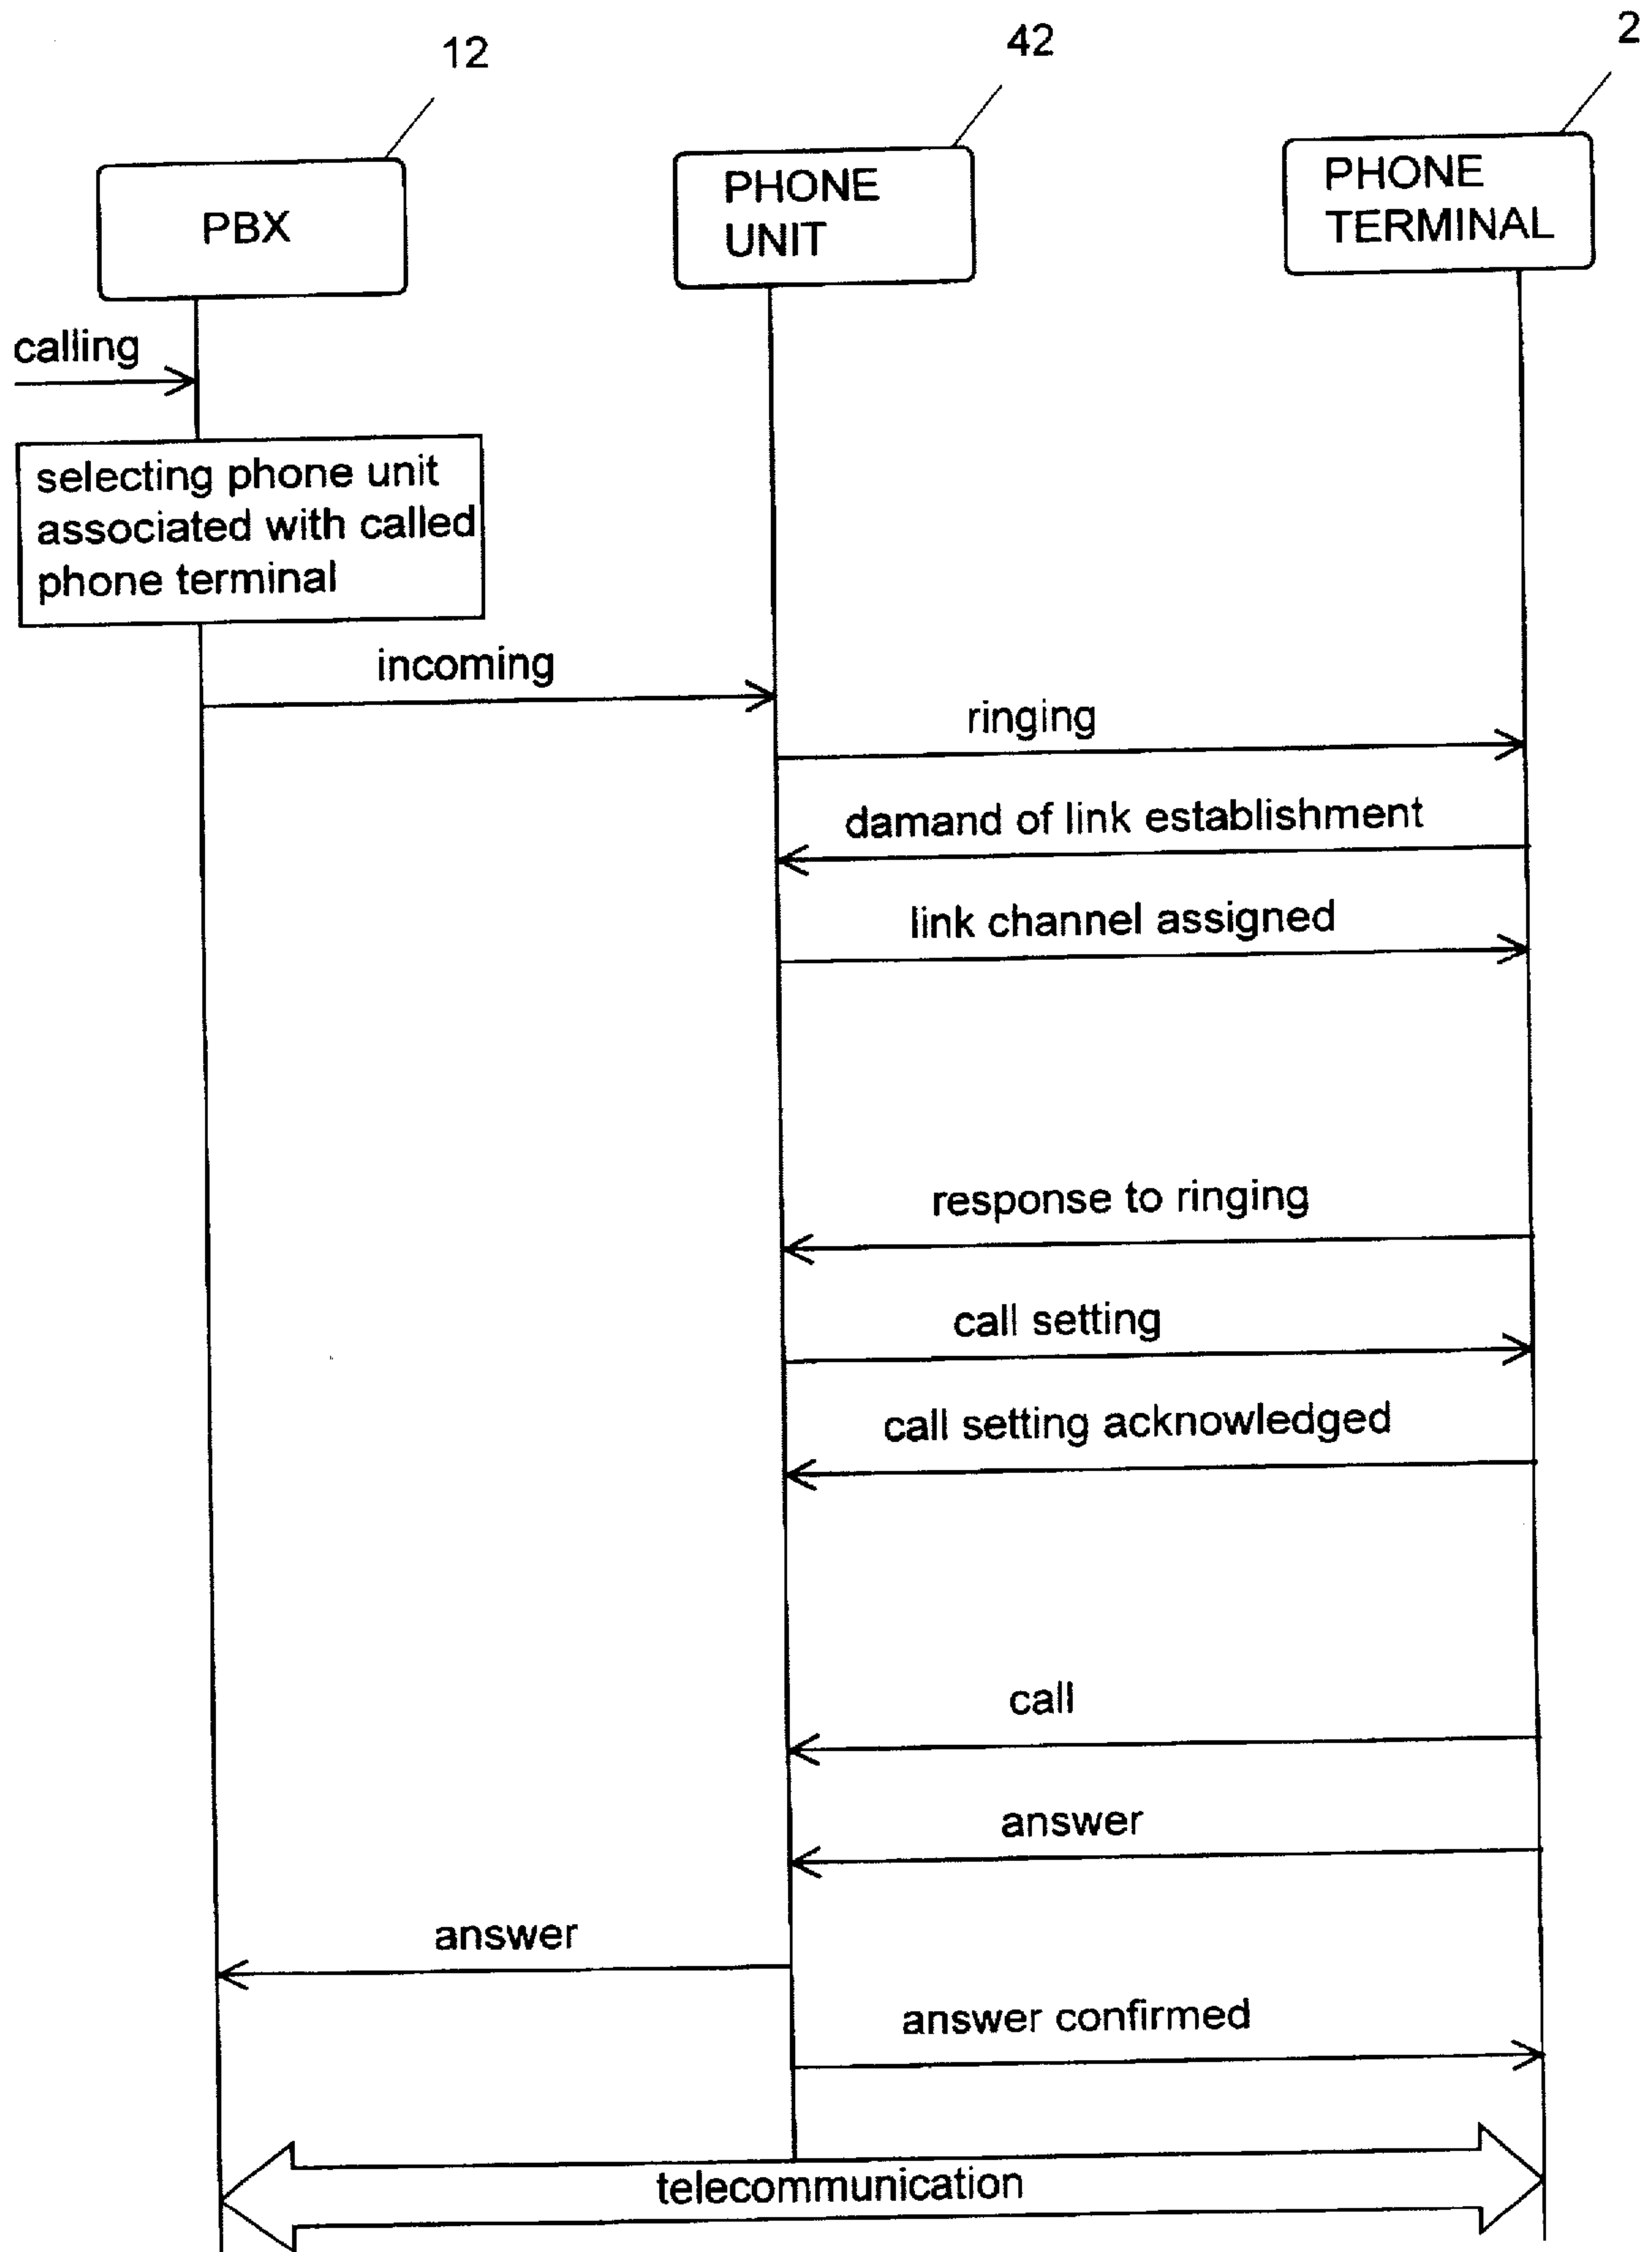 12
42
2
PBX
PHONE
UNIT
PHONE
TERMINAL
calling
selecting phone unit
associated with called
phone terminal
incoming
ringing
damand of link establishment
link channel assigned
response to ringing
call setting
call setting acknowledged
call
answer
answer
answer confirmed
telecommunication